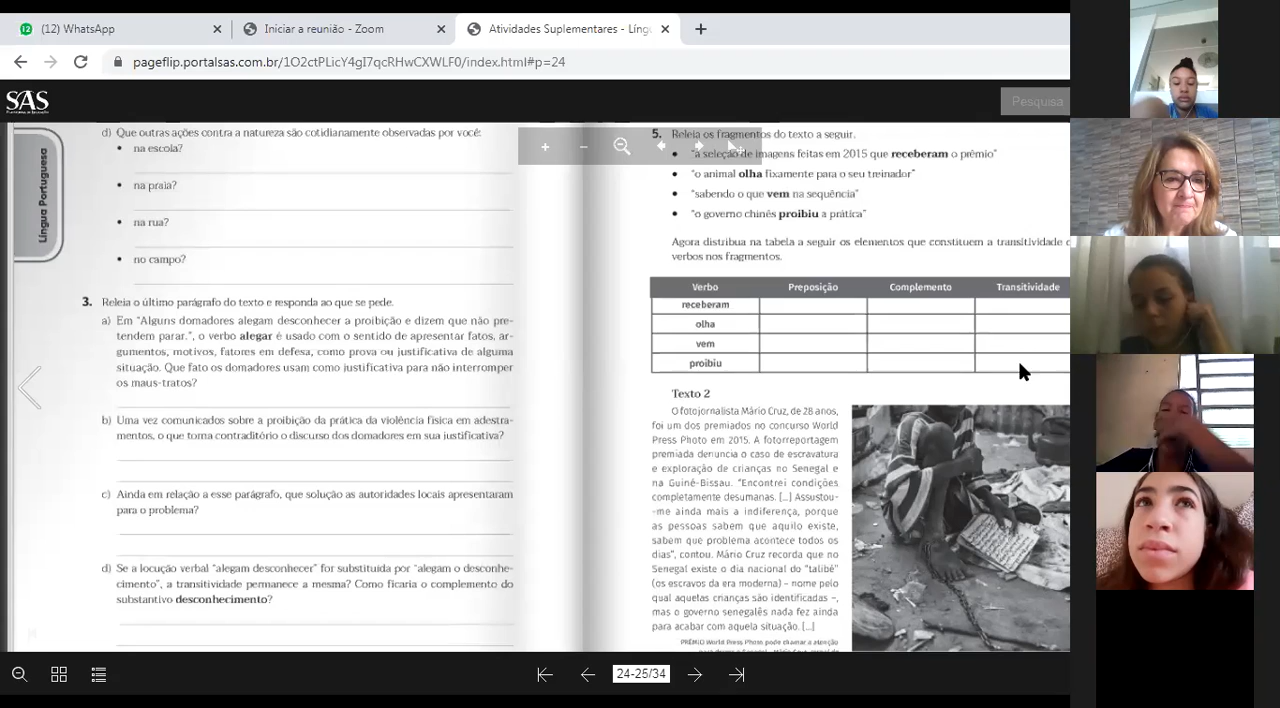 (12) WhatsApp
Iniciar a reunião - Zoom
Atividades Suplementares - Língu
pageflip.portalsas.com.br/1O2ctPLicY4gI7qcRHwCXWLF0/index.html#p=24
SAS
Pesquisa
Língua Portuguesa
d) Que outras ações contra a natureza são cotidianamente observadas por você:
• na escola?
• na praia?
• na rua?
• no campo?
3. Releia o último parágrafo do texto e responda ao que se pede.
a) Em “Alguns domadores alegam desconhecer a proibição e dizem que não pre-
tendem parar.”, o verbo alegar é usado com o sentido de apresentar fatos, ar-
gumentos, motivos, fatores em defesa, como prova ou justificativa de alguma
situação. Que fato os domadores usam como justificativa para não interromper
os maus-tratos?
b) Uma vez comunicados sobre a proibição da prática da violência física em adestra-
mentos, o que torna contraditório o discurso dos domadores em sua justificativa?
c) Ainda em relação a esse parágrafo, que solução as autoridades locais apresentaram
para o problema?
d) Se a locução verbal “alegam desconhecer” for substituída por “alegam o desconhe-
cimento”, a transitividade permanece a mesma? Como ficaria o complemento do
substantivo desconhecimento?
5. Releia os fragmentos do texto a seguir.
• “a seleção de imagens feitas em 2015 que receberam o prêmio”
• “o animal olha fixamente para o seu treinador”
• “sabendo o que vem na sequência”
• “o governo chinês proibiu a prática”
Agora distribua na tabela a seguir os elementos que constituem a transitividade d
verbos nos fragmentos.
Verbo Preposição Complemento Transitividade
receberam
olha
vem
proibiu
Texto 2
O fotojornalista Mário Cruz, de 28 anos,
foi um dos premiados no concurso World
Press Photo em 2015. A fotorreportagem
premiada denuncia o caso de escravatura
e exploração de crianças no Senegal e
na Guiné-Bissau. “Encontrei condições
completamente desumanas. [...] Assustou-
-me ainda mais a indiferença, porque
as pessoas sabem que aquilo existe,
sabem que problema acontece todos os
dias”, contou. Mário Cruz recorda que no
Senegal existe o dia nacional do “talibé”
(os escravos da era moderna) – nome pelo
qual aquelas crianças são identificadas –,
mas o governo senegalês nada fez ainda
para acabar com aquela situação. [...]
PRÊMIO World Press Photo pode chamar a atenção
24-25/34